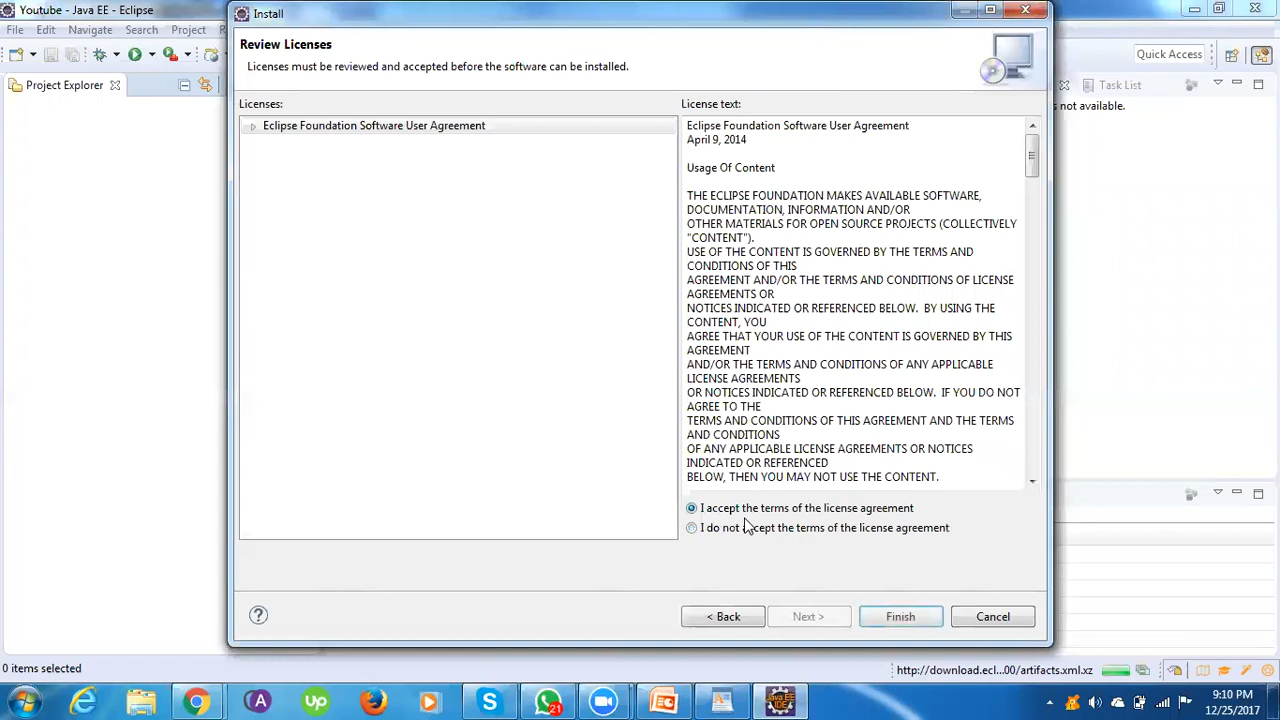 Youtube - Java EE - Eclipse
Install
File Edit Navigate Search Project
Review Licenses
Licenses must be reviewed and accepted before the software can be installed.
Quick Access
Project Explorer
Task List
Licenses:
License text:
Eclipse Foundation Software User Agreement
Eclipse Foundation Software User Agreement
April 9, 2014
Usage Of Content
THE ECLIPSE FOUNDATION MAKES AVAILABLE SOFTWARE,
DOCUMENTATION, INFORMATION AND/OR
OTHER MATERIALS FOR OPEN SOURCE PROJECTS (COLLECTIVELY
"CONTENT").
USE OF THE CONTENT IS GOVERNED BY THE TERMS AND
CONDITIONS OF THIS
AGREEMENT AND/OR THE TERMS AND CONDITIONS OF LICENSE
AGREEMENTS OR
NOTICES INDICATED OR REFERENCED BELOW.  BY USING THE
CONTENT, YOU
AGREE THAT YOUR USE OF THE CONTENT IS GOVERNED BY THIS
AGREEMENT
AND/OR THE TERMS AND CONDITIONS OF ANY APPLICABLE
LICENSE AGREEMENTS
OR NOTICES INDICATED OR REFERENCED BELOW.  IF YOU DO NOT
AGREE TO THE
TERMS AND CONDITIONS OF THIS AGREEMENT AND THE TERMS
AND CONDITIONS
OF ANY APPLICABLE LICENSE AGREEMENTS OR NOTICES
INDICATED OR REFERENCED
BELOW, THEN YOU MAY NOT USE THE CONTENT.
not available.
I accept the terms of the license agreement
I do not accept the terms of the license agreement
< Back
Next >
Finish
Cancel
0 items selected
http://download.ecl...00/artifacts.xml.xz
up
21
JAVA EE
IDE
9:10 PM
12/25/2017